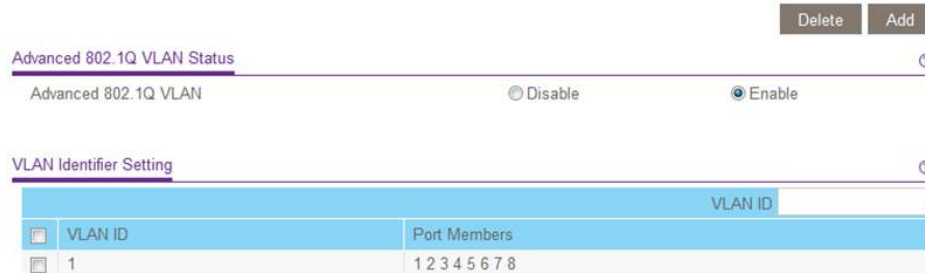 Delete Add
Advanced 802.1Q VLAN Status
Advanced 802.1Q VLAN Disable Enable
VLAN Identifier Setting
VLAN ID
VLAN ID Port Members
1 1 2 3 4 5 6 7 8